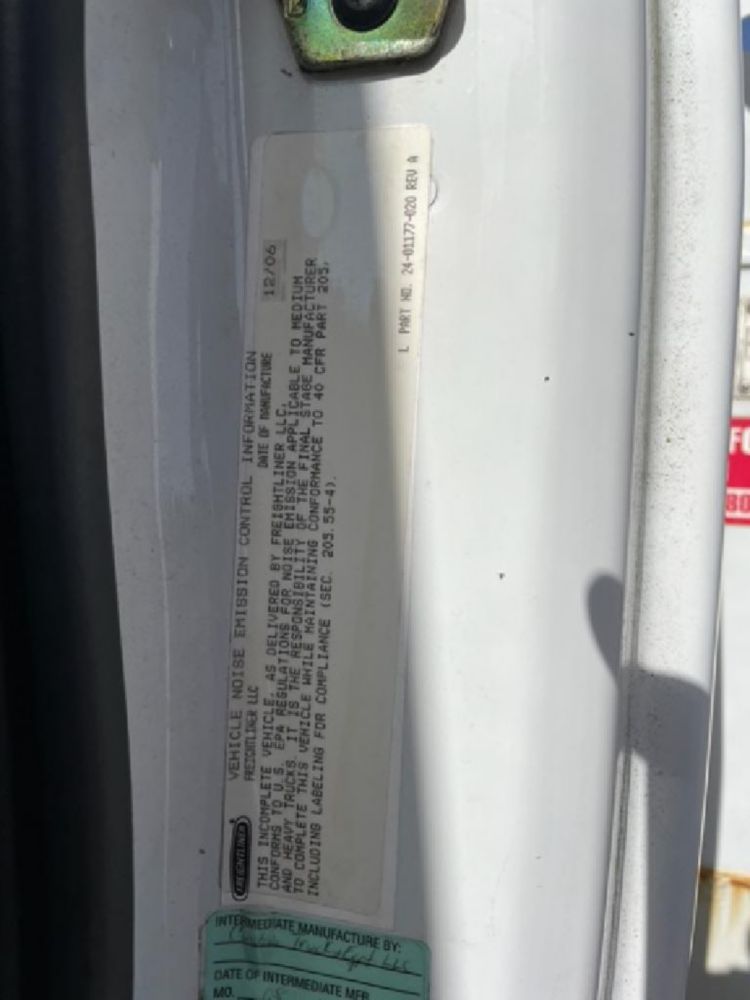 VEHICLE NOISE EMISSION CONTROL INFORMATION
FREIGHTLINER LLC DATE OF MANUFACTURE 12/06
FREIGHTLINER
THIS INCOMPLETE VEHICLE, AS DELIVERED BY FREIGHTLINER LLC,
CONFORMS TO U.S. EPA REGULATIONS FOR NOISE EMISSION APPLICABLE TO MEDIUM
AND HEAVY TRUCKS. IT IS THE RESPONSIBILITY OF THE FINAL STAGE MANUFACTURER
TO COMPLETE THIS VEHICLE WHILE MAINTAINING CONFORMANCE TO 40 CFR PART 205,
INCLUDING LABELING FOR COMPLIANCE (SEC. 205.55-4).
L PART NO. 24-01177-020 REV A
INTERMEDIATE MANUFACTURE BY:
DATE OF INTERMEDIATE MFR
MO.
FO
80